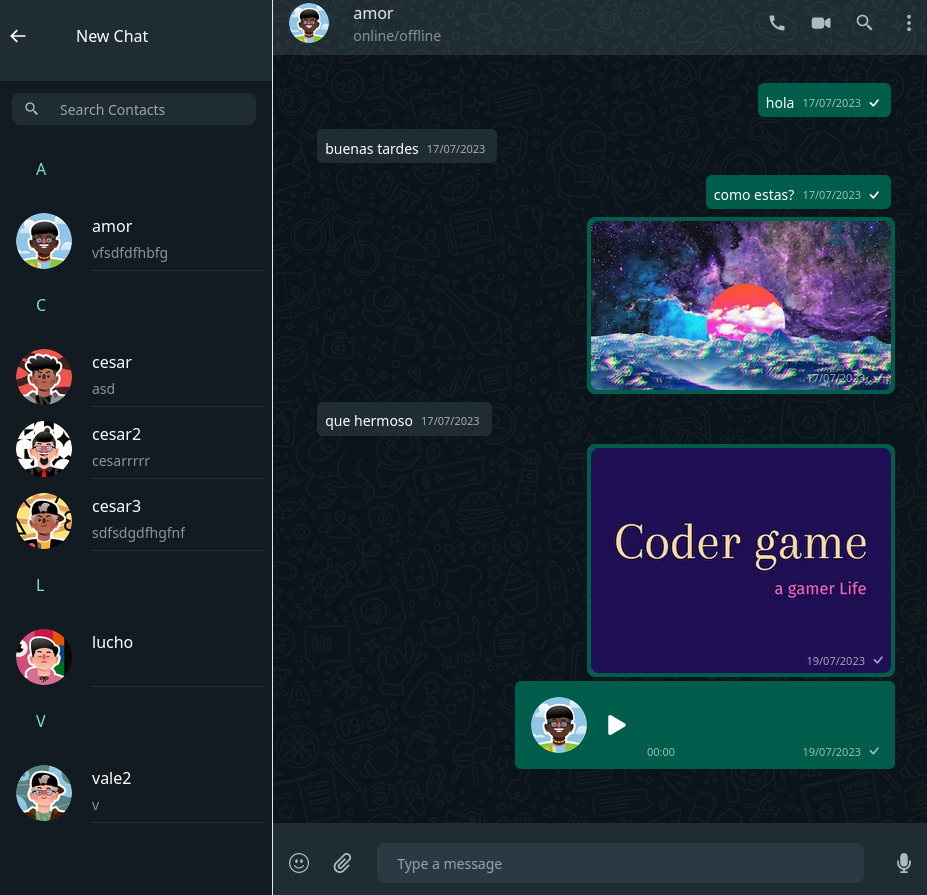 New Chat
Search Contacts
A
amor
vfsdfdfhbfg
C
cesar
asd
cesar2
cesarrrrr
cesar3
sdfsdgdfhgfnf
L
lucho
V
vale2
v
amor
online/offline
hola 17/07/2023
buenas tardes 17/07/2023
como estas? 17/07/2023
17/07/2023
que hermoso 17/07/2023
Coder game
a gamer Life
19/07/2023
00:00 19/07/2023
Type a message